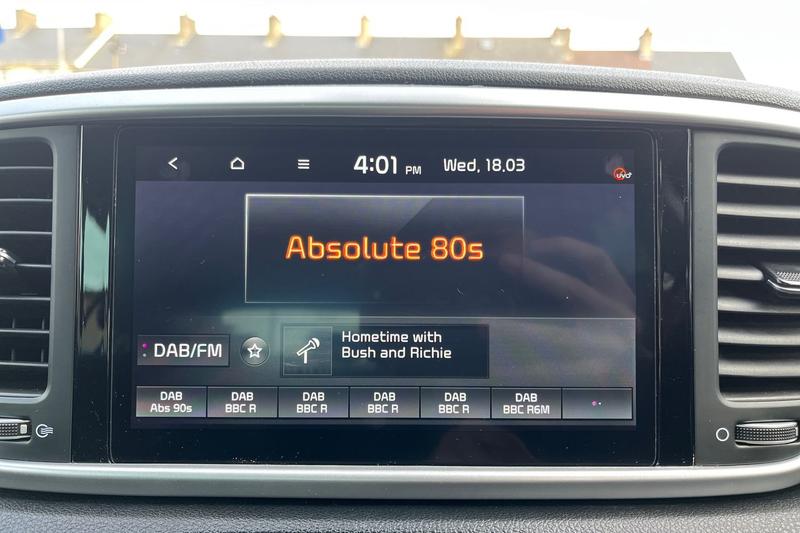 4:01 PM Wed, 18.03
UVO
Absolute 80s
Hometime with
Bush and Richie
DAB/FM
DAB DAB DAB DAB DAB DAB
Abs 90s BBC R BBC R BBC R BBC R BBC R6M